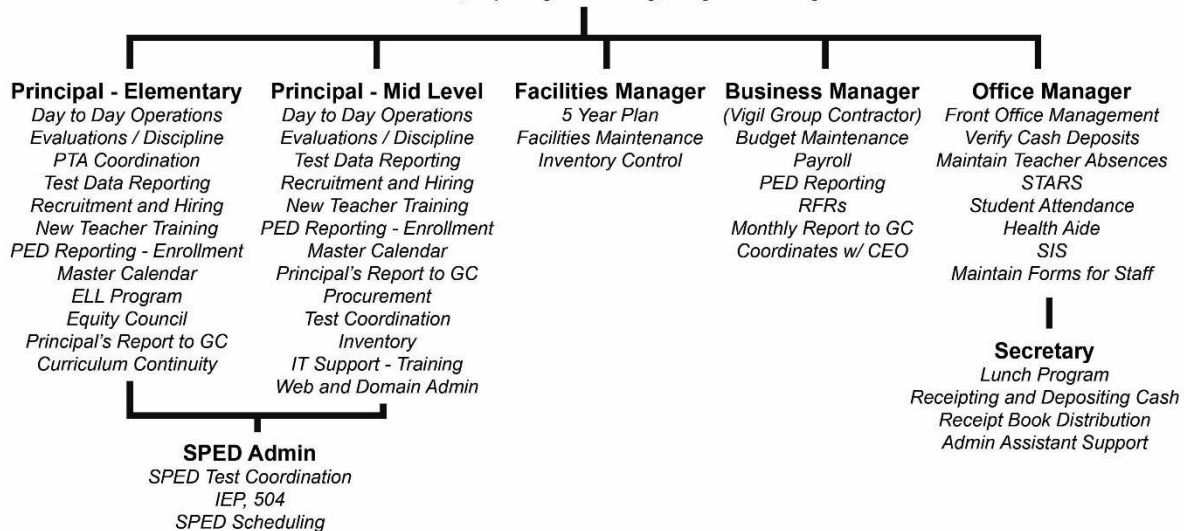 Principal - Elementary
Day to Day Operations
Evaluations / Discipline
PTA Coordination
Test Data Reporting
Recruitment and Hiring
New Teacher Training
PED Reporting - Enrollment
Master Calendar
ELL Program
Equity Council
Principal's Report to GC
Curriculum Continuity
Principal - Mid Level
Day to Day Operations
Evaluations / Discipline
Test Data Reporting
Recruitment and Hiring
New Teacher Training
PED Reporting - Enrollment
Master Calendar
Principal's Report to GC
Procurement
Test Coordination
Inventory
IT Support - Training
Web and Domain Admin
Facilities Manager
5 Year Plan
Facilities Maintenance
Inventory Control
Business Manager
(Vigil Group Contractor)
Budget Maintenance
Payroll
PED Reporting
RFRs
Monthly Report to GC
Coordinates w/ CEO
Office Manager
Front Office Management
Verify Cash Deposits
Maintain Teacher Absences
STARS
Student Attendance
Health Aide
SIS
Maintain Forms for Staff
Secretary
Lunch Program
Receipting and Depositing Cash
Receipt Book Distribution
Admin Assistant Support
SPED Admin
SPED Test Coordination
IEP, 504
SPED Scheduling